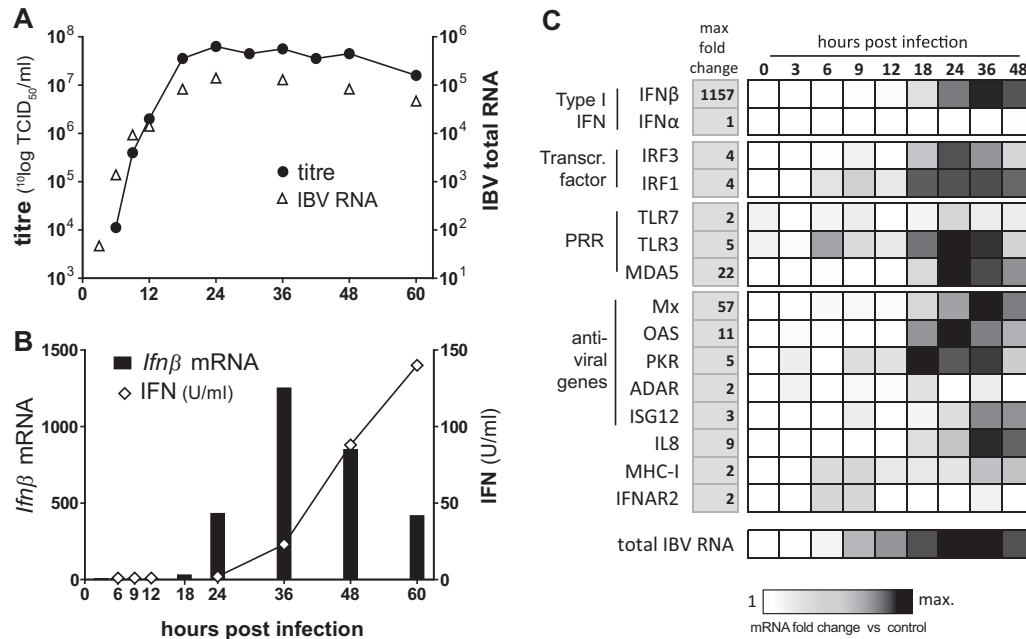 A
10⁸
10⁷
10⁶
10⁵
10⁴
10³
titre (¹⁰log TCID₅₀/ml)
10⁶
10⁵
10⁴
10³
10²
10¹
IBV total RNA
titre
IBV RNA
0 12 24 36 48 60
B
1500
1000
500
0
Ifnβ mRNA
Ifnβ mRNA
IFN (U/ml)
150
100
50
0
IFN (U/ml)
0 6 9 12 18 24 36 48 60
hours post infection
C
max
fold
change
hours post infection
0 3 6 9 12 18 24 36 48
Type I
IFN
IFNβ 1157
IFNα 1
Transcr.
factor
IRF3 4
IRF1 4
PRR
TLR7 2
TLR3 5
MDA5 22
anti-
viral
genes
Mx 57
OAS 11
PKR 5
ADAR 2
ISG12 3
IL8 9
MHC-I 2
IFNAR2 2
total IBV RNA
1 max.
mRNA fold change vs control